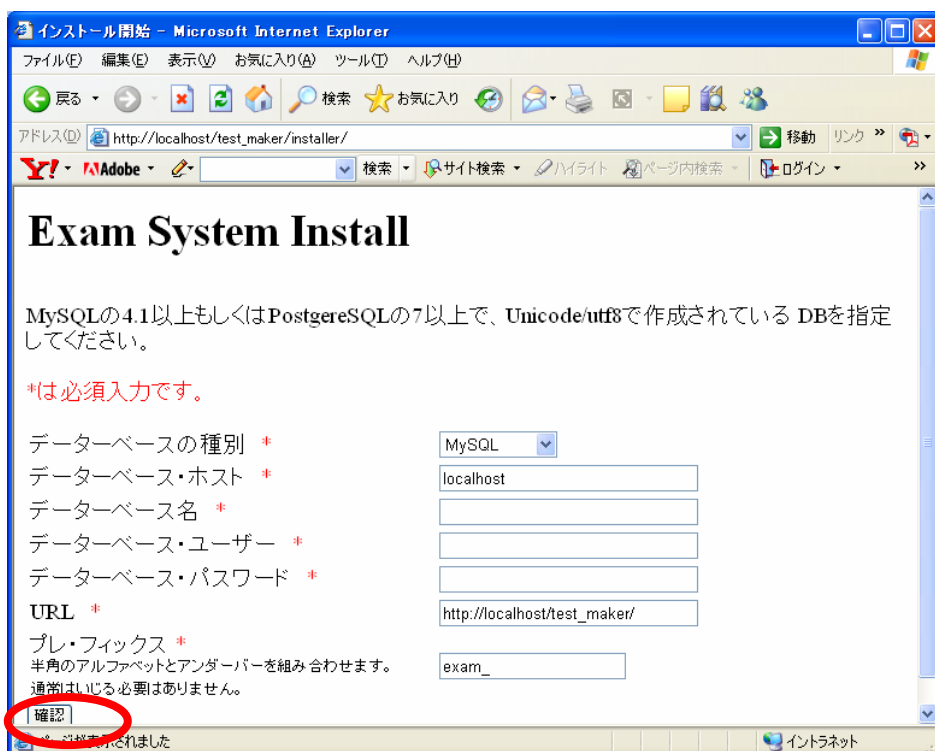 インストール開始 - Microsoft Internet Explorer
ファイル(F) 編集(E) 表示(V) お気に入り(A) ツール(T) ヘルプ(H)
戻る 検索 お気に入り
アドレス(D) http://localhost/test_maker/installer/ 移動 リンク »
Y! Adobe 検索 サイト検索 ハイライト ページ内検索 ログイン »
Exam System Install
MySQLの4.1以上もしくはPostgereSQLの7以上で、Unicode/utf8で作成されている DBを指定
してください。
*は必須入力です。
データーベースの種別 * MySQL
データーベース・ホスト * localhost
データーベース名 *
データーベース・ユーザー *
データーベース・パスワード *
URL * http://localhost/test_maker/
プレ・フィックス *
半角のアルファベットとアンダーバーを組み合わせます。 exam_
通常はいじる必要はありません。
確認
ページが表示されました イントラネット